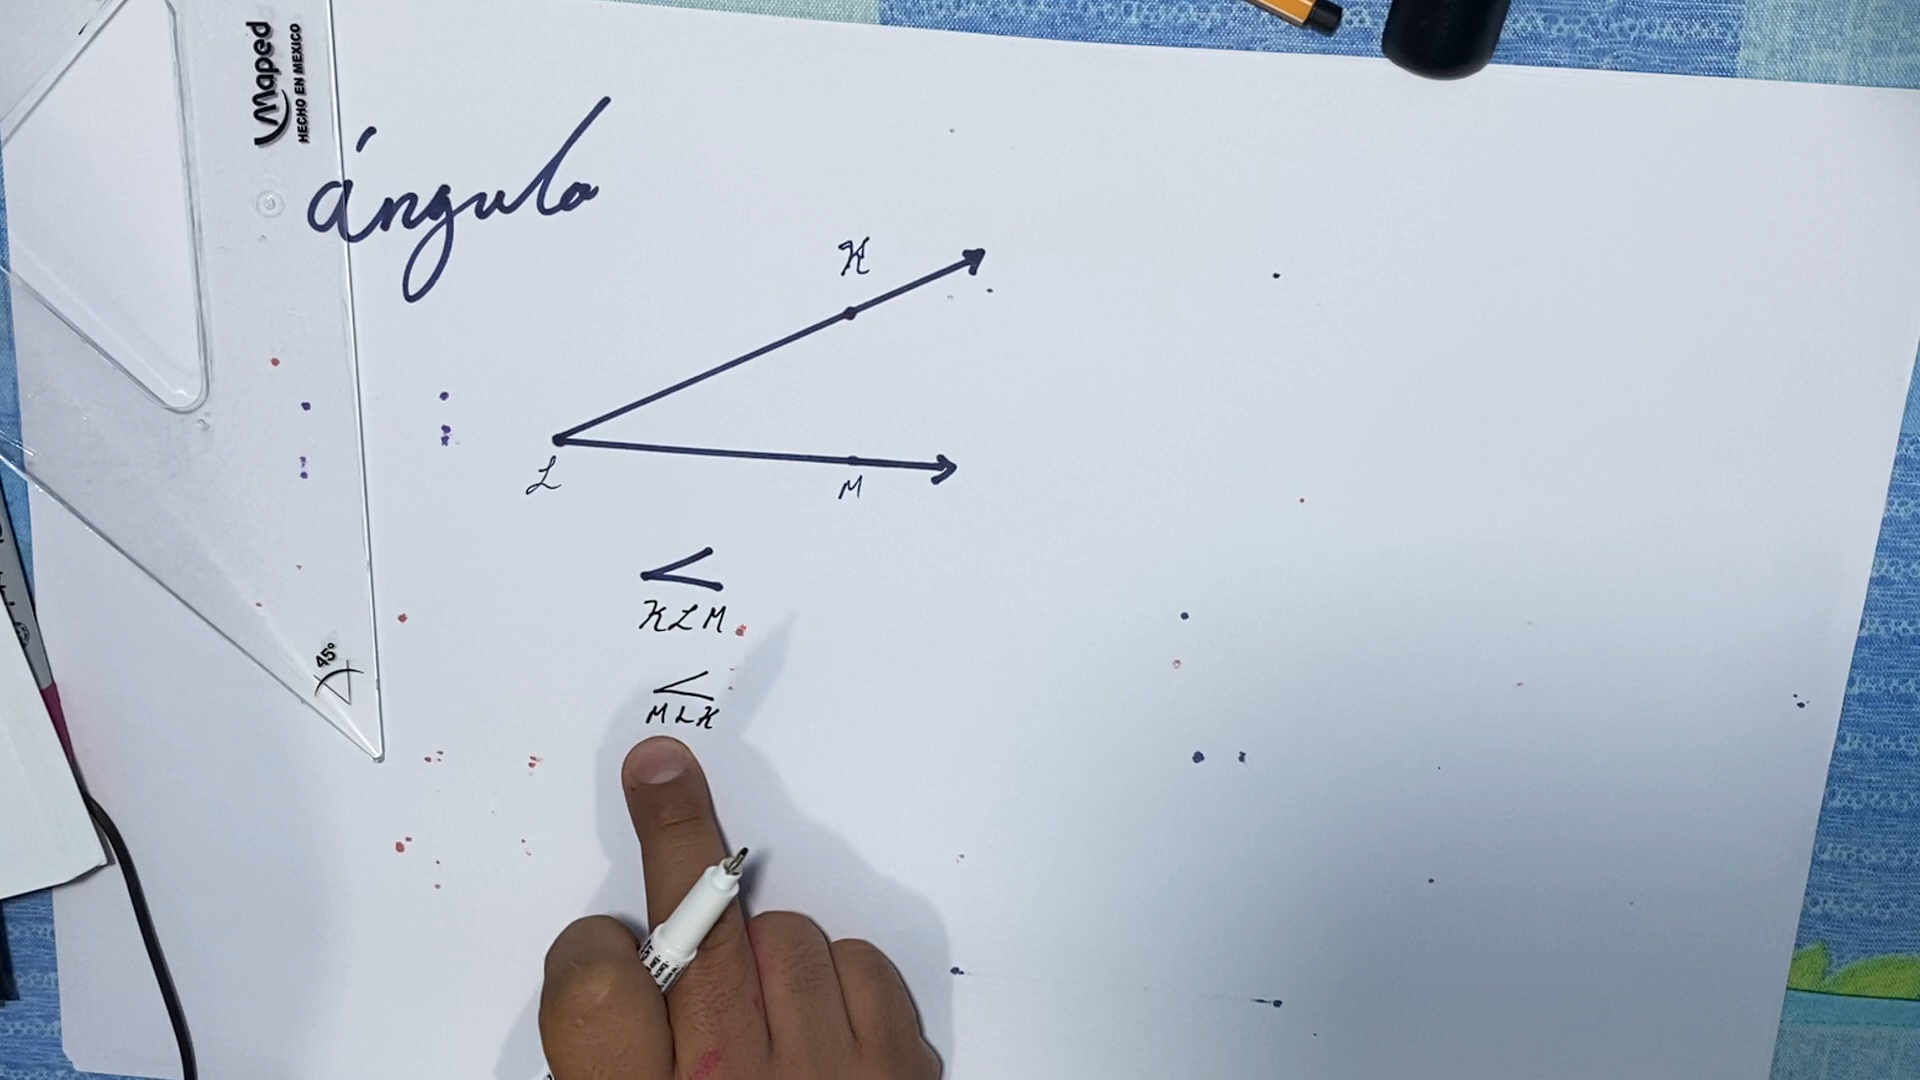 Maped
HECHO EN MEXICO
ángulo
K
L
M
<
KLM
<
MLK
45°